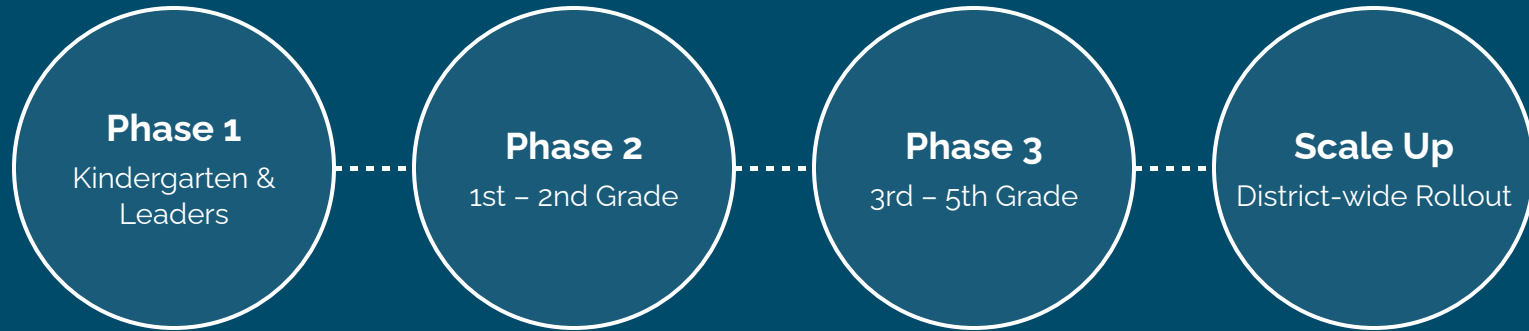 Phase 1
Kindergarten &
Leaders
Phase 2
1st – 2nd Grade
Phase 3
3rd – 5th Grade
Scale Up
District-wide Rollout